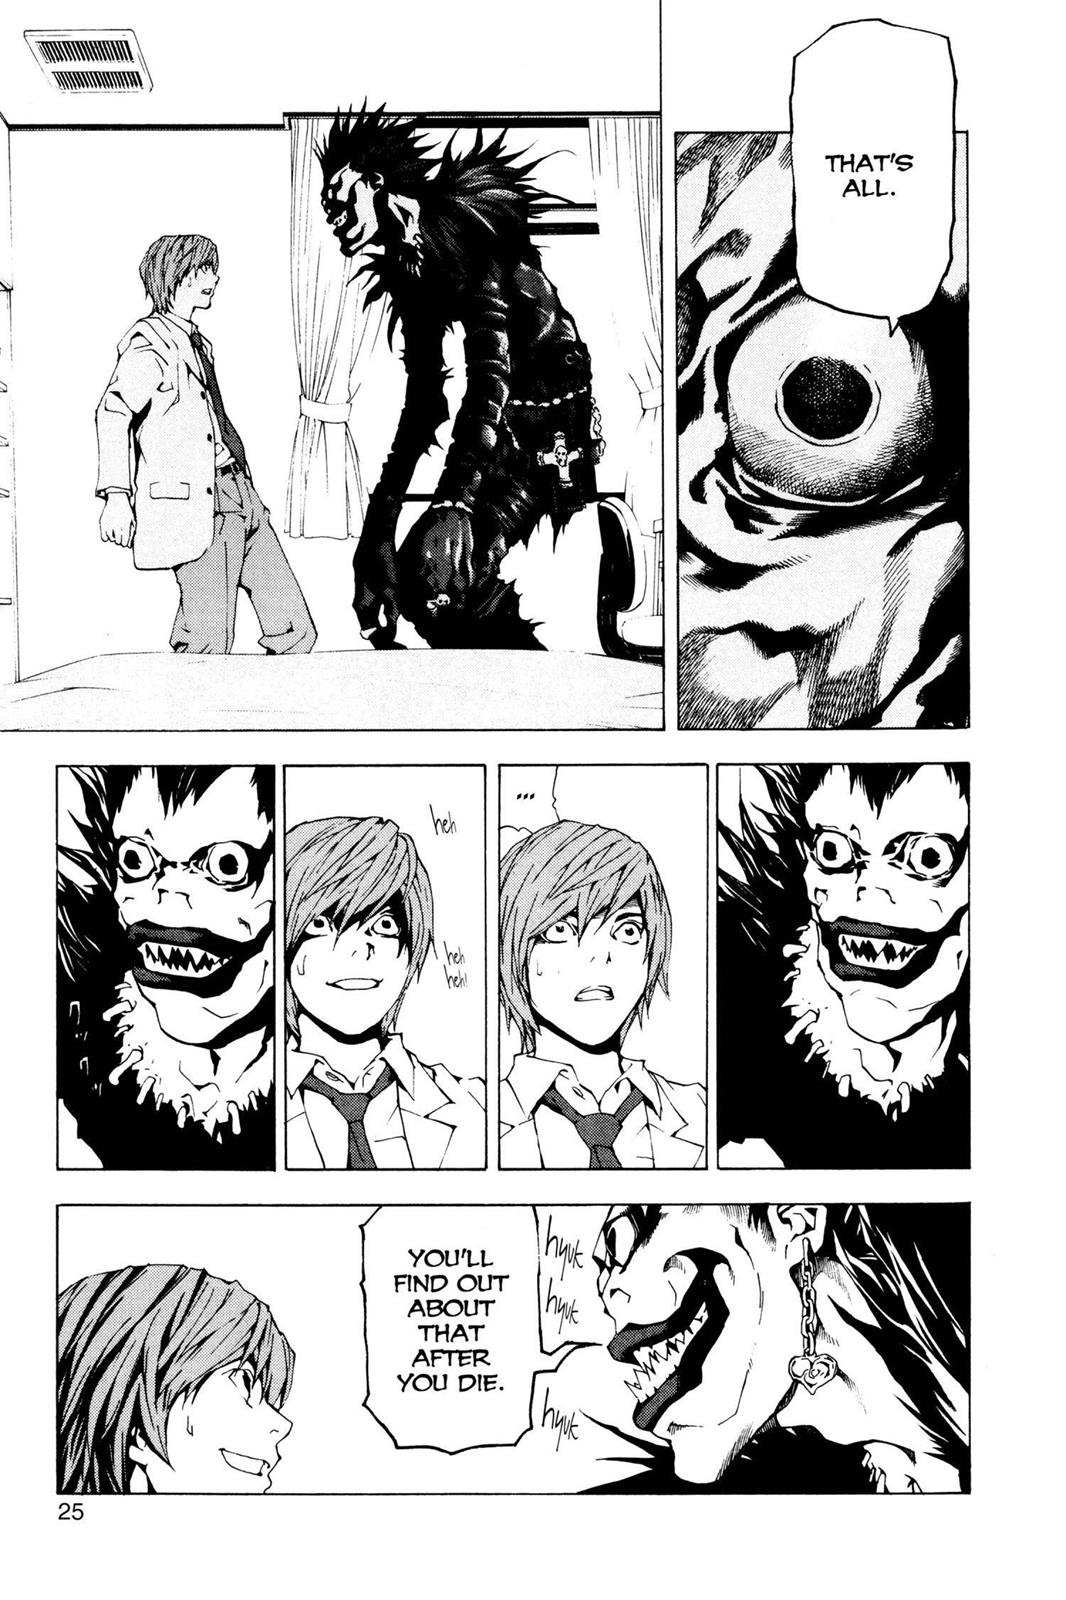 THAT'S
ALL.
...
heh
heh
heh!
hyuk
hyuk
hyuk
YOU'LL
FIND OUT
ABOUT
THAT
AFTER
YOU DIE.
25